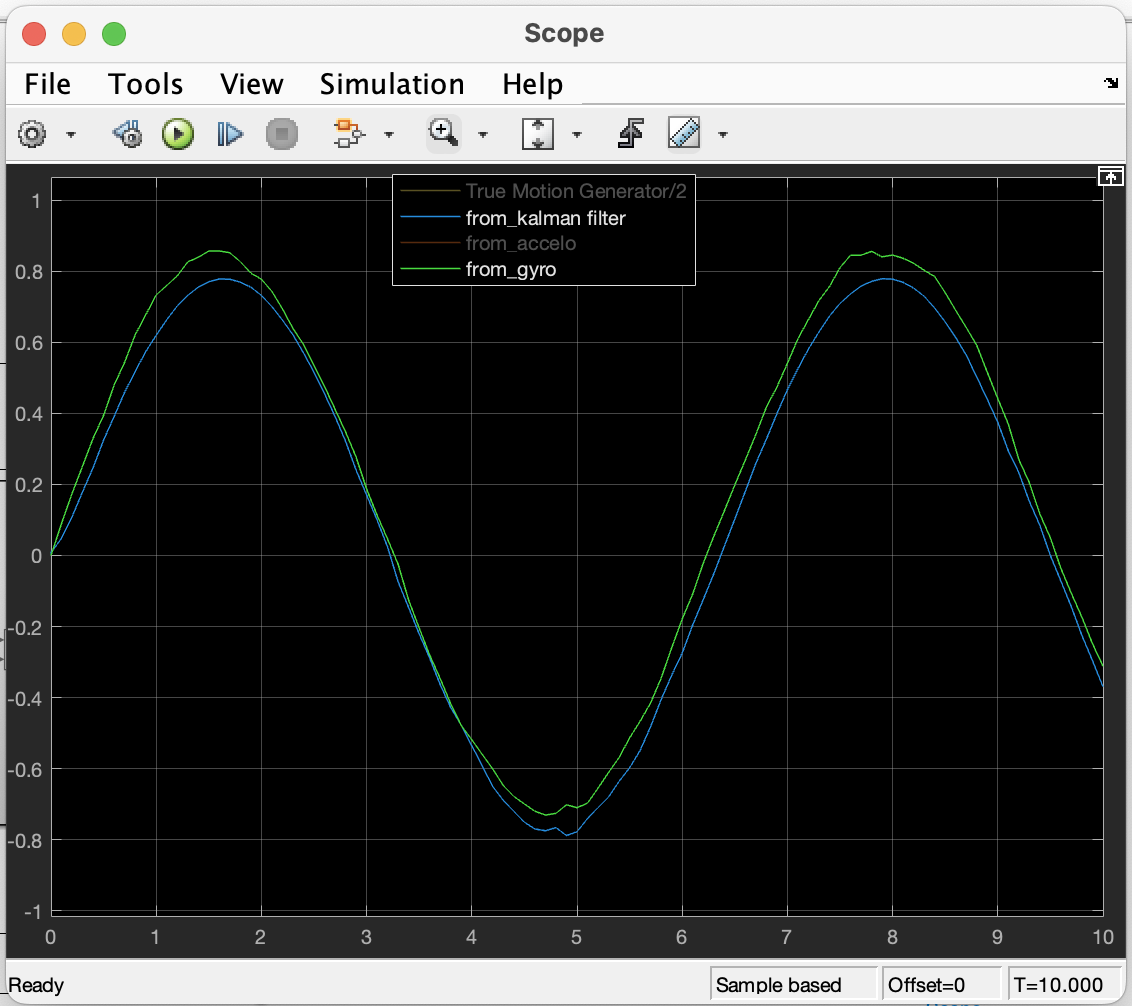 Scope
File Tools View Simulation Help
True Motion Generator/2
from_kalman filter
from_accelo
from_gyro
1
0.8
0.6
0.4
0.2
0
-0.2
-0.4
-0.6
-0.8
-1
0 1 2 3 4 5 6 7 8 9 10
Ready Sample based Offset=0 T=10.000